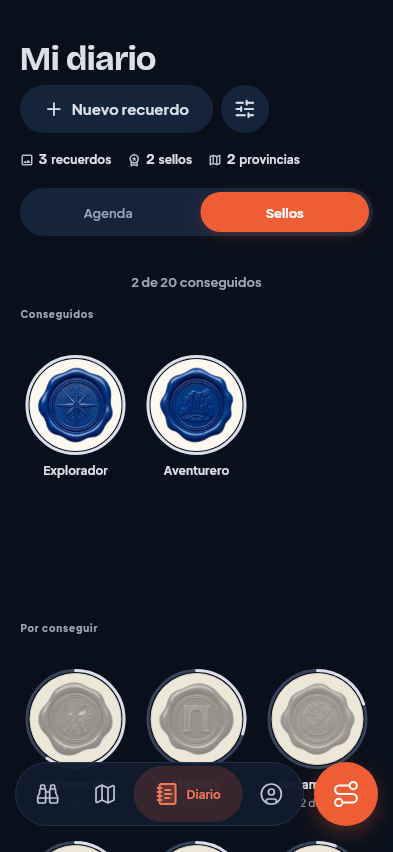 Mi diario
Nuevo recuerdo
3 recuerdos 2 sellos 2 provincias
Agenda Sellos
2 de 20 conseguidos
Conseguidos
Explorador Aventurero
Por conseguir
n
Diario